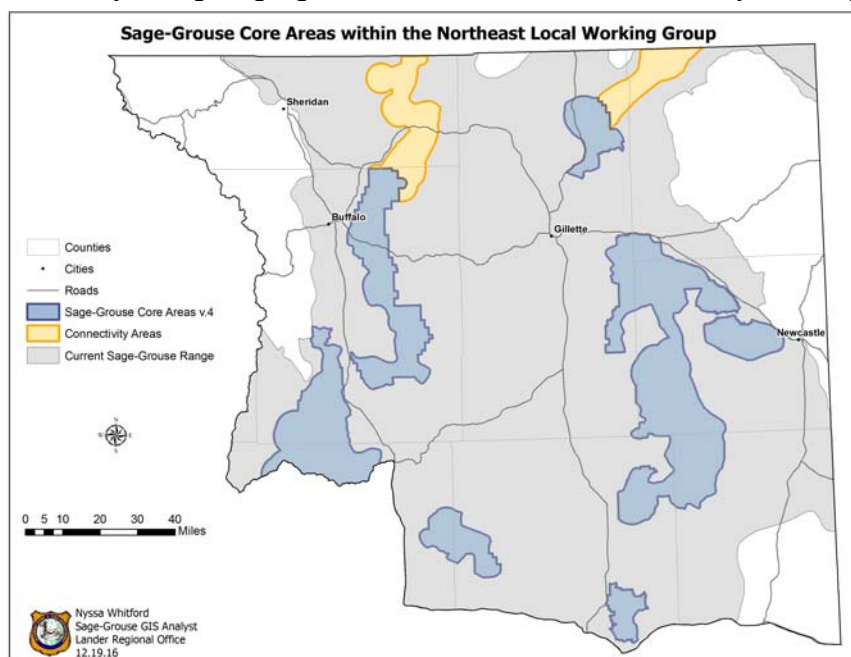 Sage-Grouse Core Areas within the Northeast Local Working Group
Sheridan
Buffalo
Gillette
Newcastle
Counties
Cities
Roads
Sage-Grouse Core Areas v.4
Connectivity Areas
Current Sage-Grouse Range
N
W E
S
0 5 10 20 30 40
Miles
Nyssa Whitford
Sage-Grouse GIS Analyst
Lander Regional Office
12.19.16